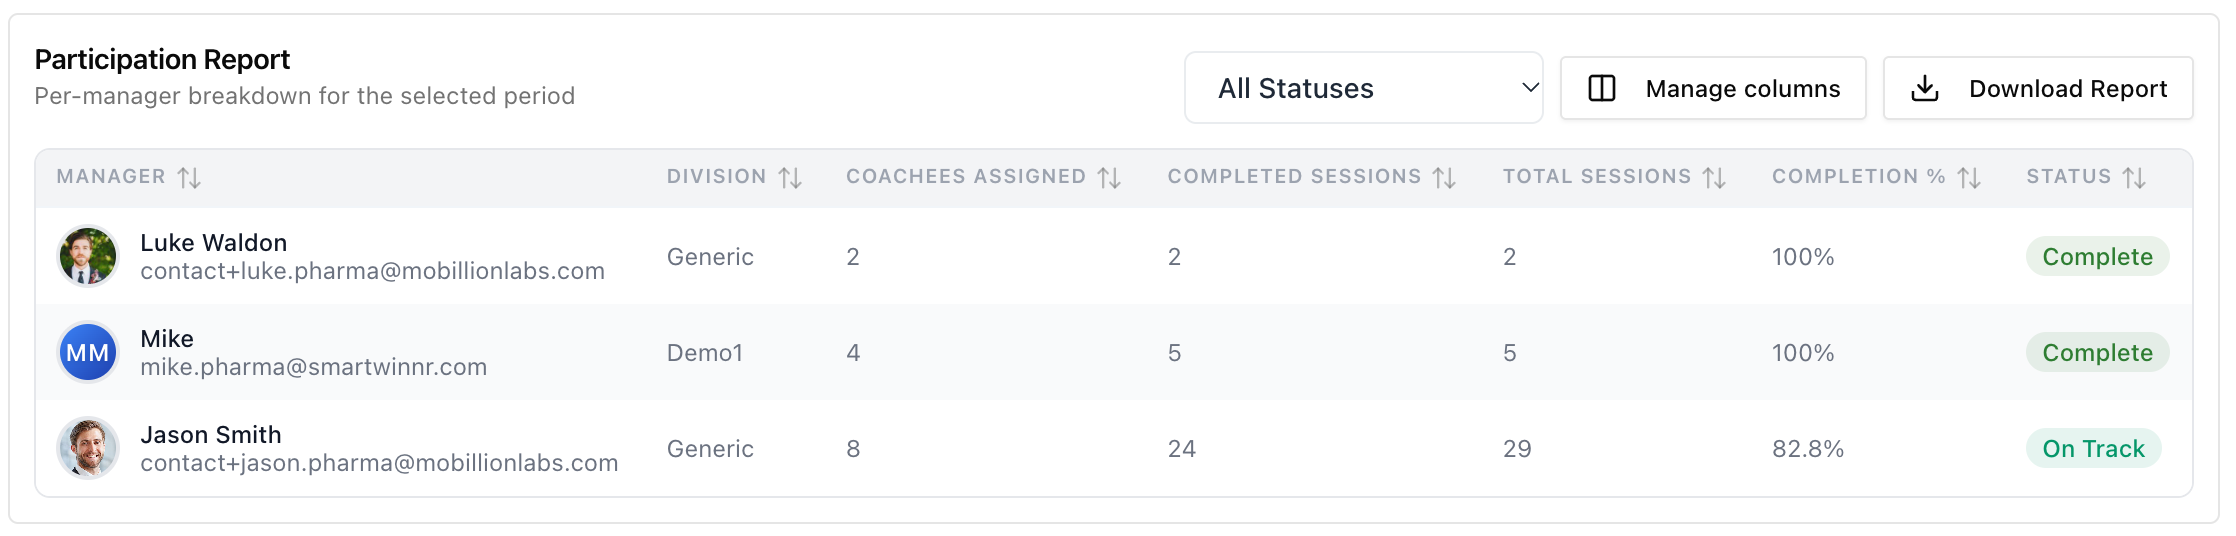 Participation Report
Per-manager breakdown for the selected period
All Statuses
Manage columns
Download Report
MANAGER DIVISION COACHEES ASSIGNED COMPLETED SESSIONS TOTAL SESSIONS COMPLETION % STATUS
Luke Waldon
contact+luke.pharma@mobillionlabs.com
Generic 2 2 2 100% Complete
MM
Mike
mike.pharma@smartwinnr.com
Demo1 4 5 5 100% Complete
Jason Smith
contact+jason.pharma@mobillionlabs.com
Generic 8 24 29 82.8% On Track